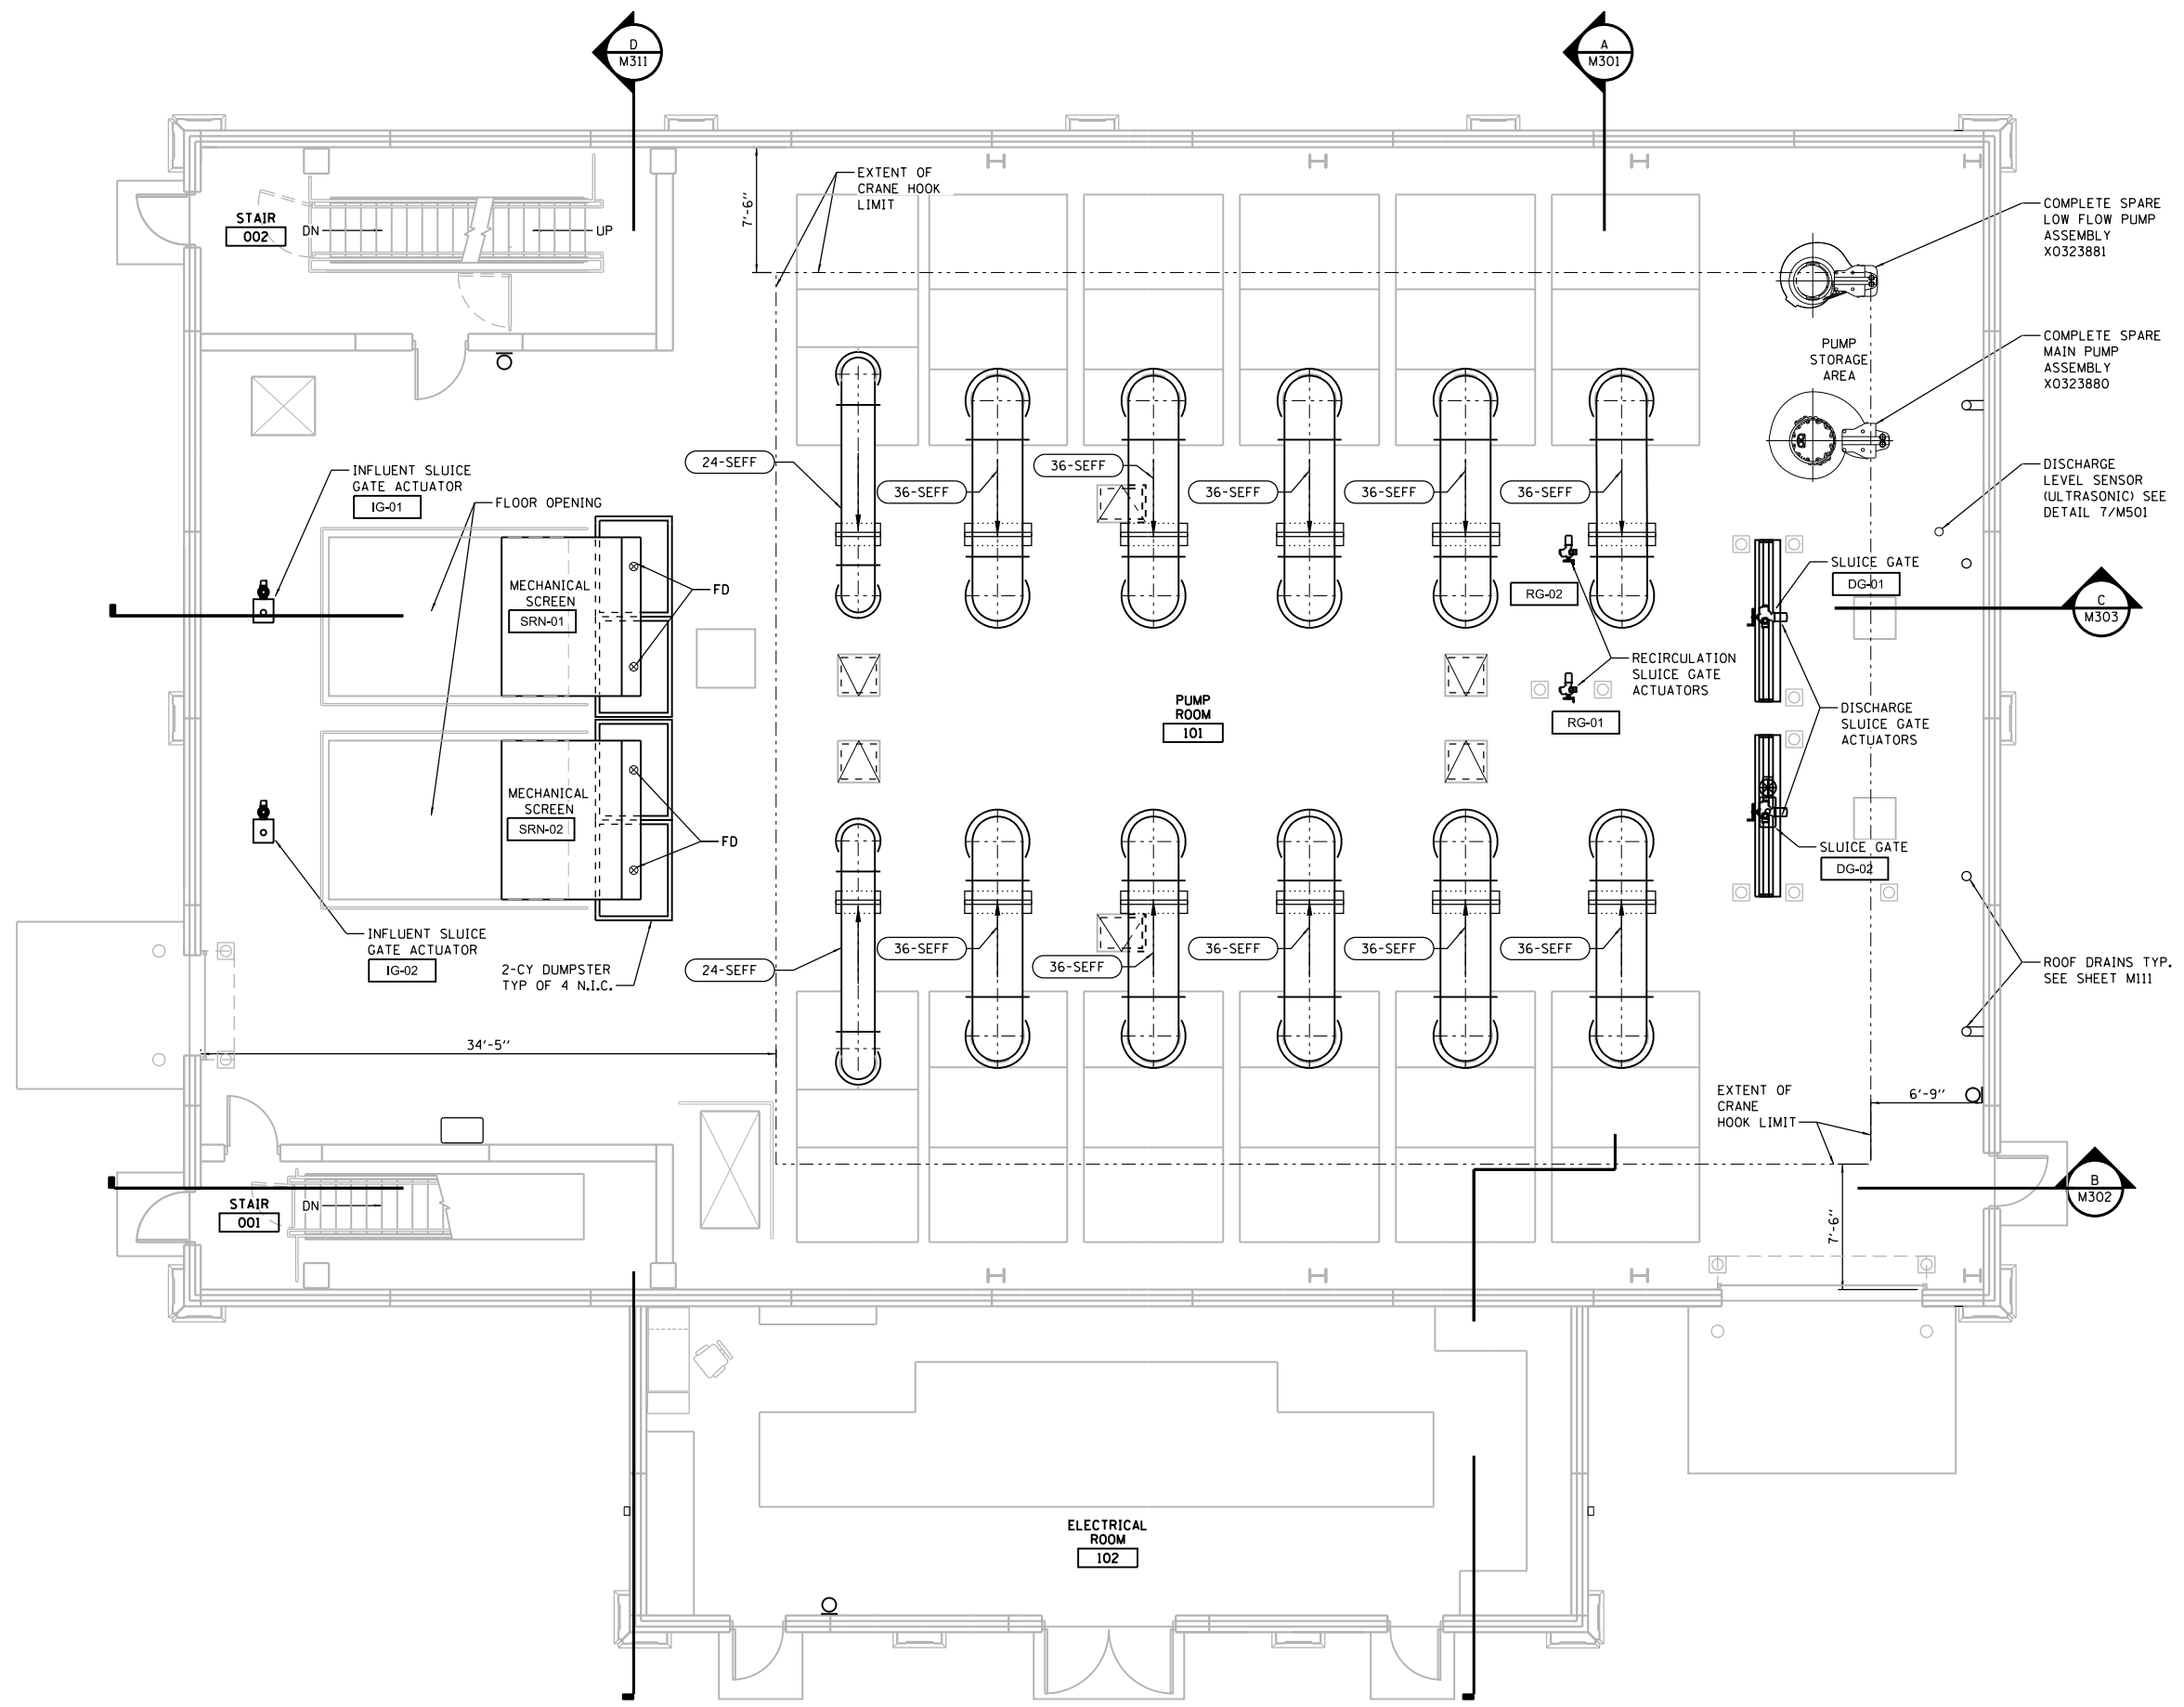 D
M311
A
M301
EXTENT OF
CRANE HOOK
LIMIT
7'-6"
STAIR
002
DN
UP
COMPLETE SPARE
LOW FLOW PUMP
ASSEMBLY
X0323881
PUMP
STORAGE
AREA
COMPLETE SPARE
MAIN PUMP
ASSEMBLY
X0323880
INFLUENT SLUICE
GATE ACTUATOR
IG-01
FLOOR OPENING
24-SEFF
36-SEFF
36-SEFF
36-SEFF
36-SEFF
36-SEFF
DISCHARGE
LEVEL SENSOR
(ULTRASONIC) SEE
DETAIL 7/M501
MECHANICAL
SCREEN
SRN-01
FD
RG-02
SLUICE GATE
DG-01
C
M303
RECIRCULATION
SLUICE GATE
ACTUATORS
RG-01
PUMP
ROOM
101
DISCHARGE
SLUICE GATE
ACTUATORS
MECHANICAL
SCREEN
SRN-02
FD
SLUICE GATE
DG-02
INFLUENT SLUICE
GATE ACTUATOR
IG-02
2-CY DUMPSTER
TYP OF 4 N.I.C.
24-SEFF
36-SEFF
36-SEFF
36-SEFF
36-SEFF
36-SEFF
ROOF DRAINS TYP.
SEE SHEET M111
34'-5"
EXTENT OF
CRANE
HOOK LIMIT
6'-9"
STAIR
001
DN
B
M302
7'-6"
ELECTRICAL
ROOM
102